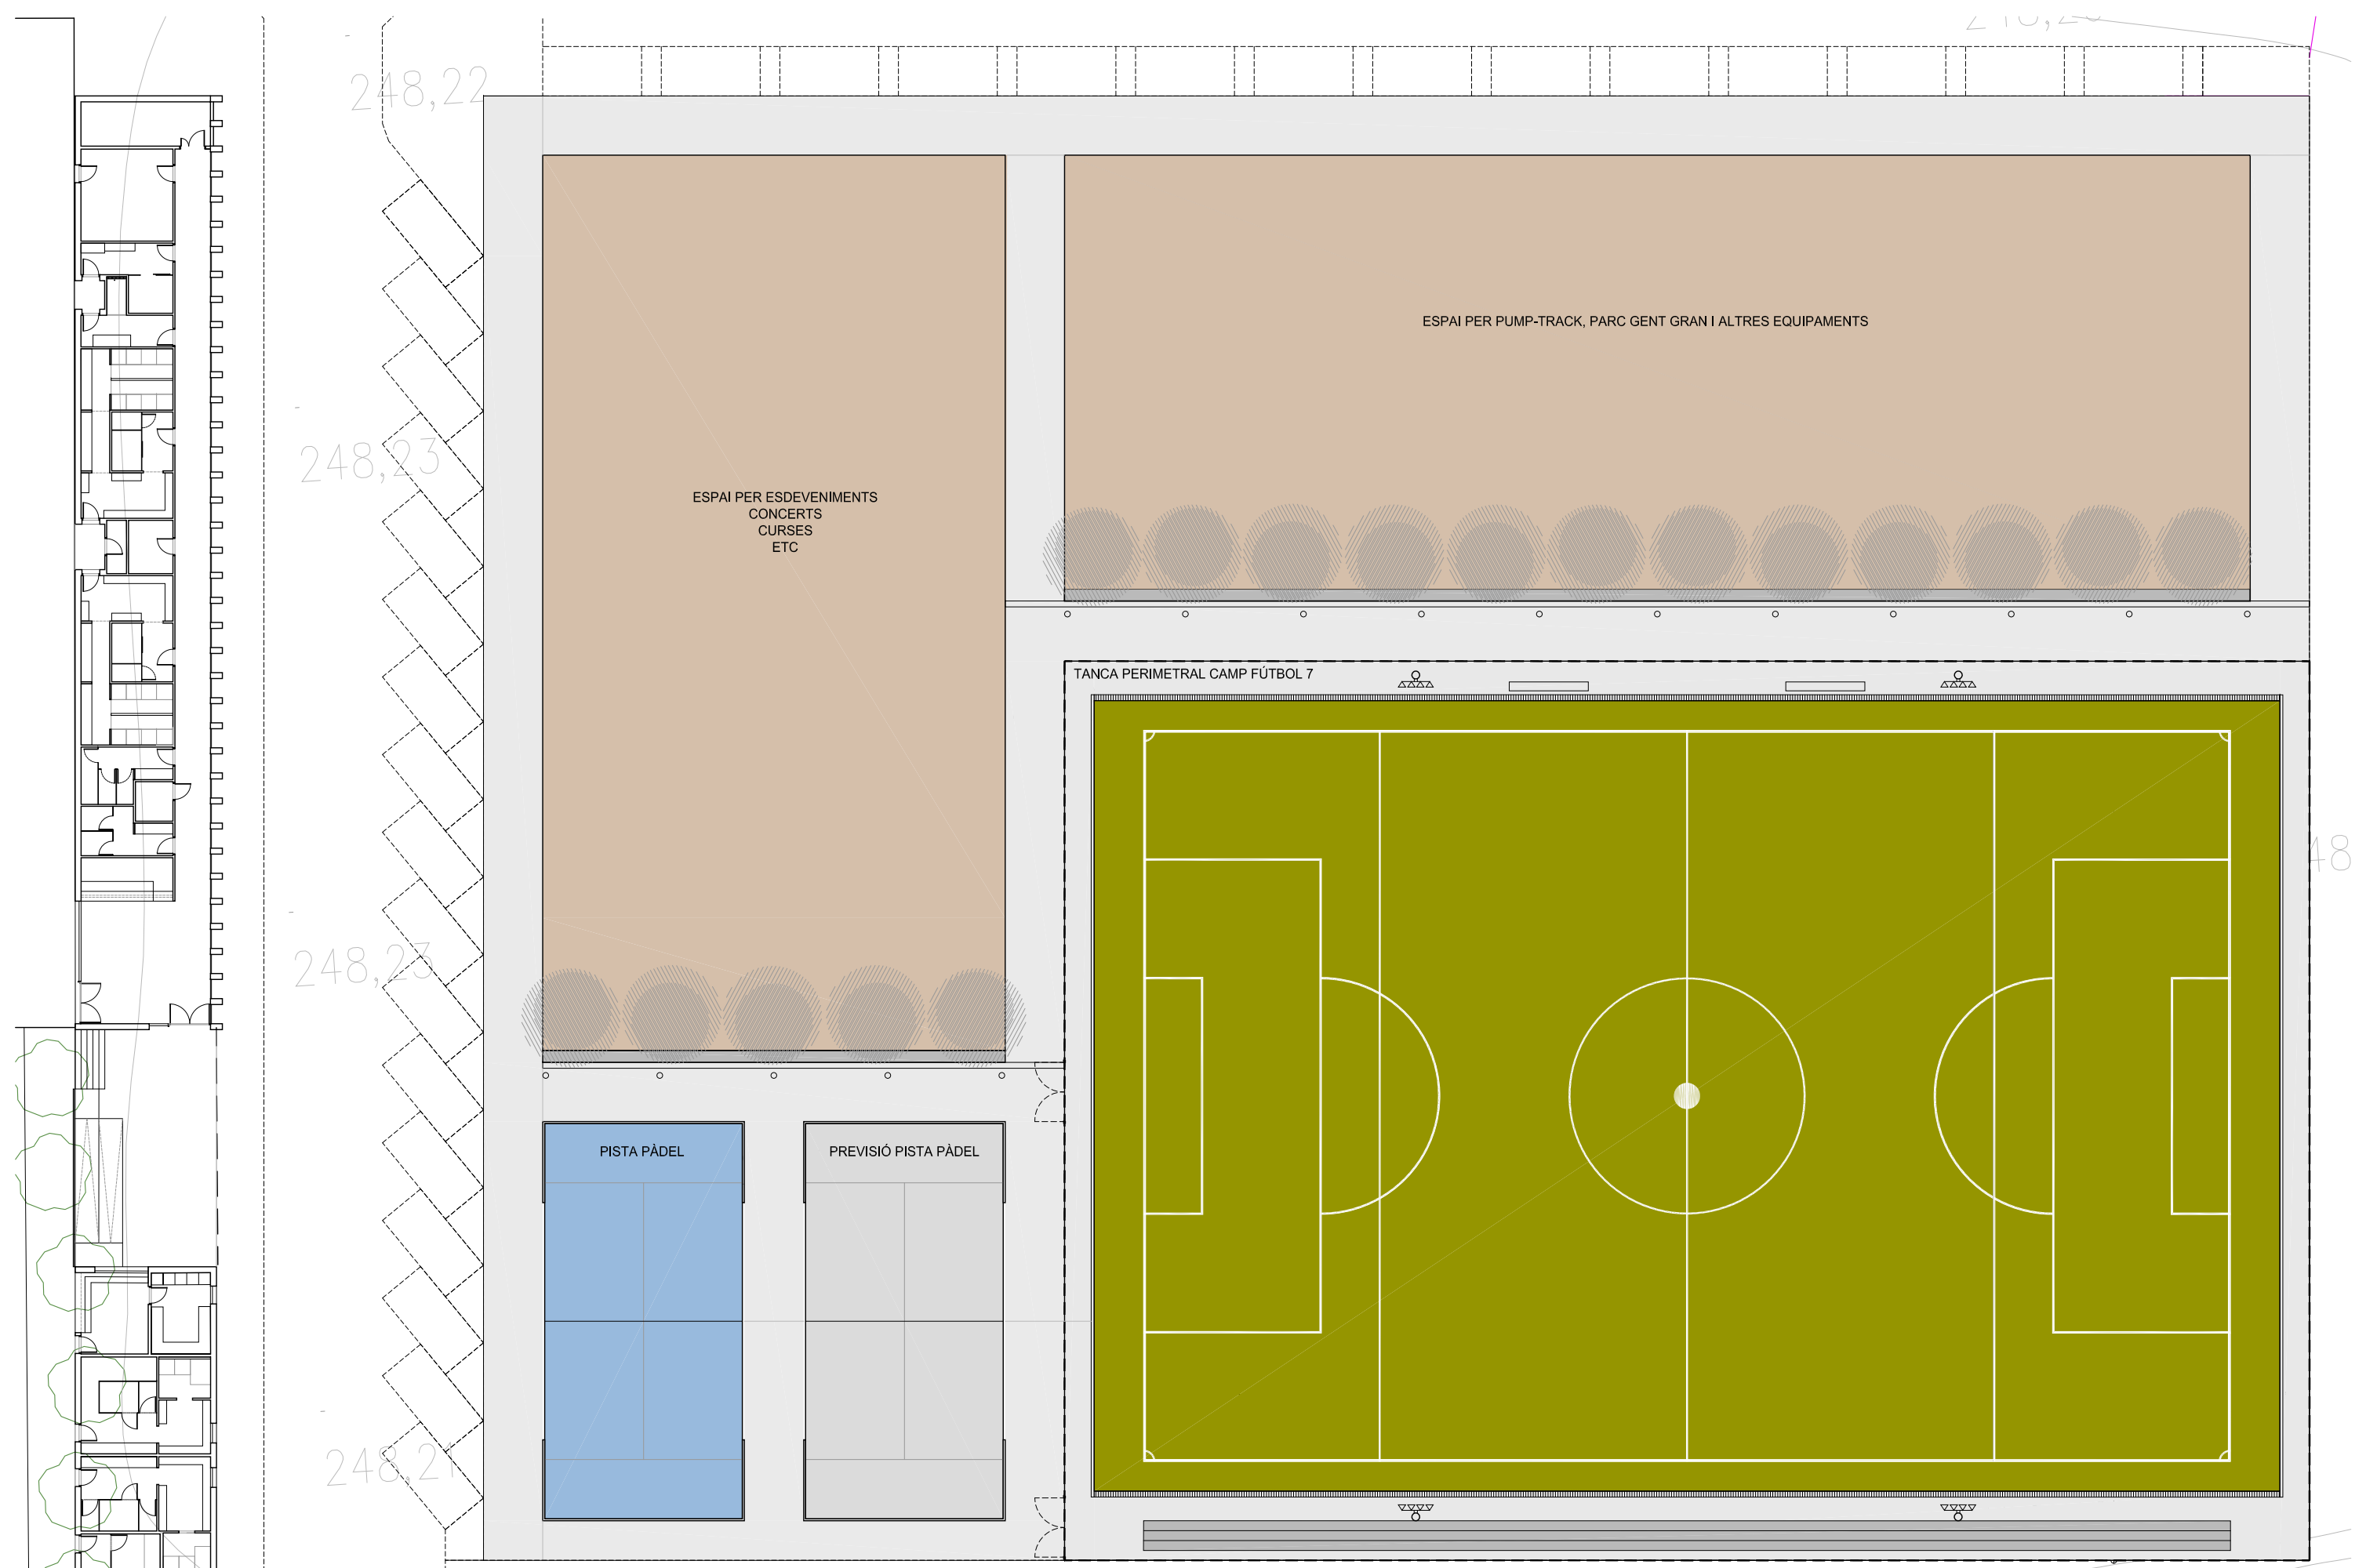 248,22
ESPAI PER PUMP-TRACK, PARC GENT GRAN I ALTRES EQUIPAMENTS
248,23
ESPAI PER ESDEVENIMENTS
CONCERTS
CURSES
ETC
TANCA PERIMETRAL CAMP FÚTBOL 7
48
248,23
PISTA PÀDEL
PREVISIÓ PISTA PÀDEL
248,21